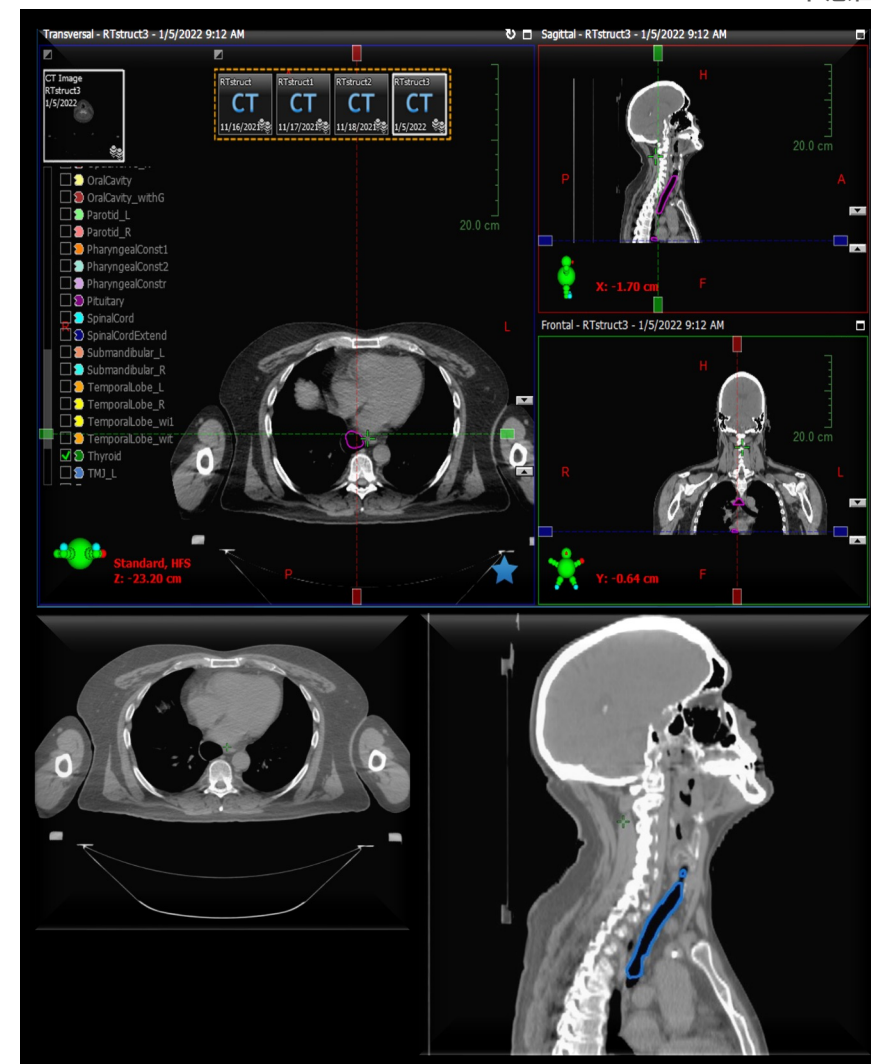 Transversal - RTstruct3 - 1/5/2022 9:12 AM
CT Image
RTstruct3
1/5/2022
RTstruct
CT
11/16/2021
RTstruct1
CT
11/17/2021
RTstruct2
CT
11/18/2021
RTstruct3
CT
1/5/2022
20.0 cm
OralCavity
OralCavity_withG
Parotid_L
Parotid_R
PharyngealConst1
PharyngealConst2
PharyngealConstr
Pituitary
SpinalCord
SpinalCordExtend
Submandibular_L
Submandibular_R
TemporalLobe_L
TemporalLobe_R
TemporalLobe_wi1
TemporalLobe_wit
Thyroid
TMJ_L
R
L
P
Standard, HFS
Z: -23.20 cm
Sagittal - RTstruct3 - 1/5/2022 9:12 AM
H
20.0 cm
P
A
X: -1.70 cm
F
Frontal - RTstruct3 - 1/5/2022 9:12 AM
H
20.0 cm
R
L
Y: -0.64 cm
F